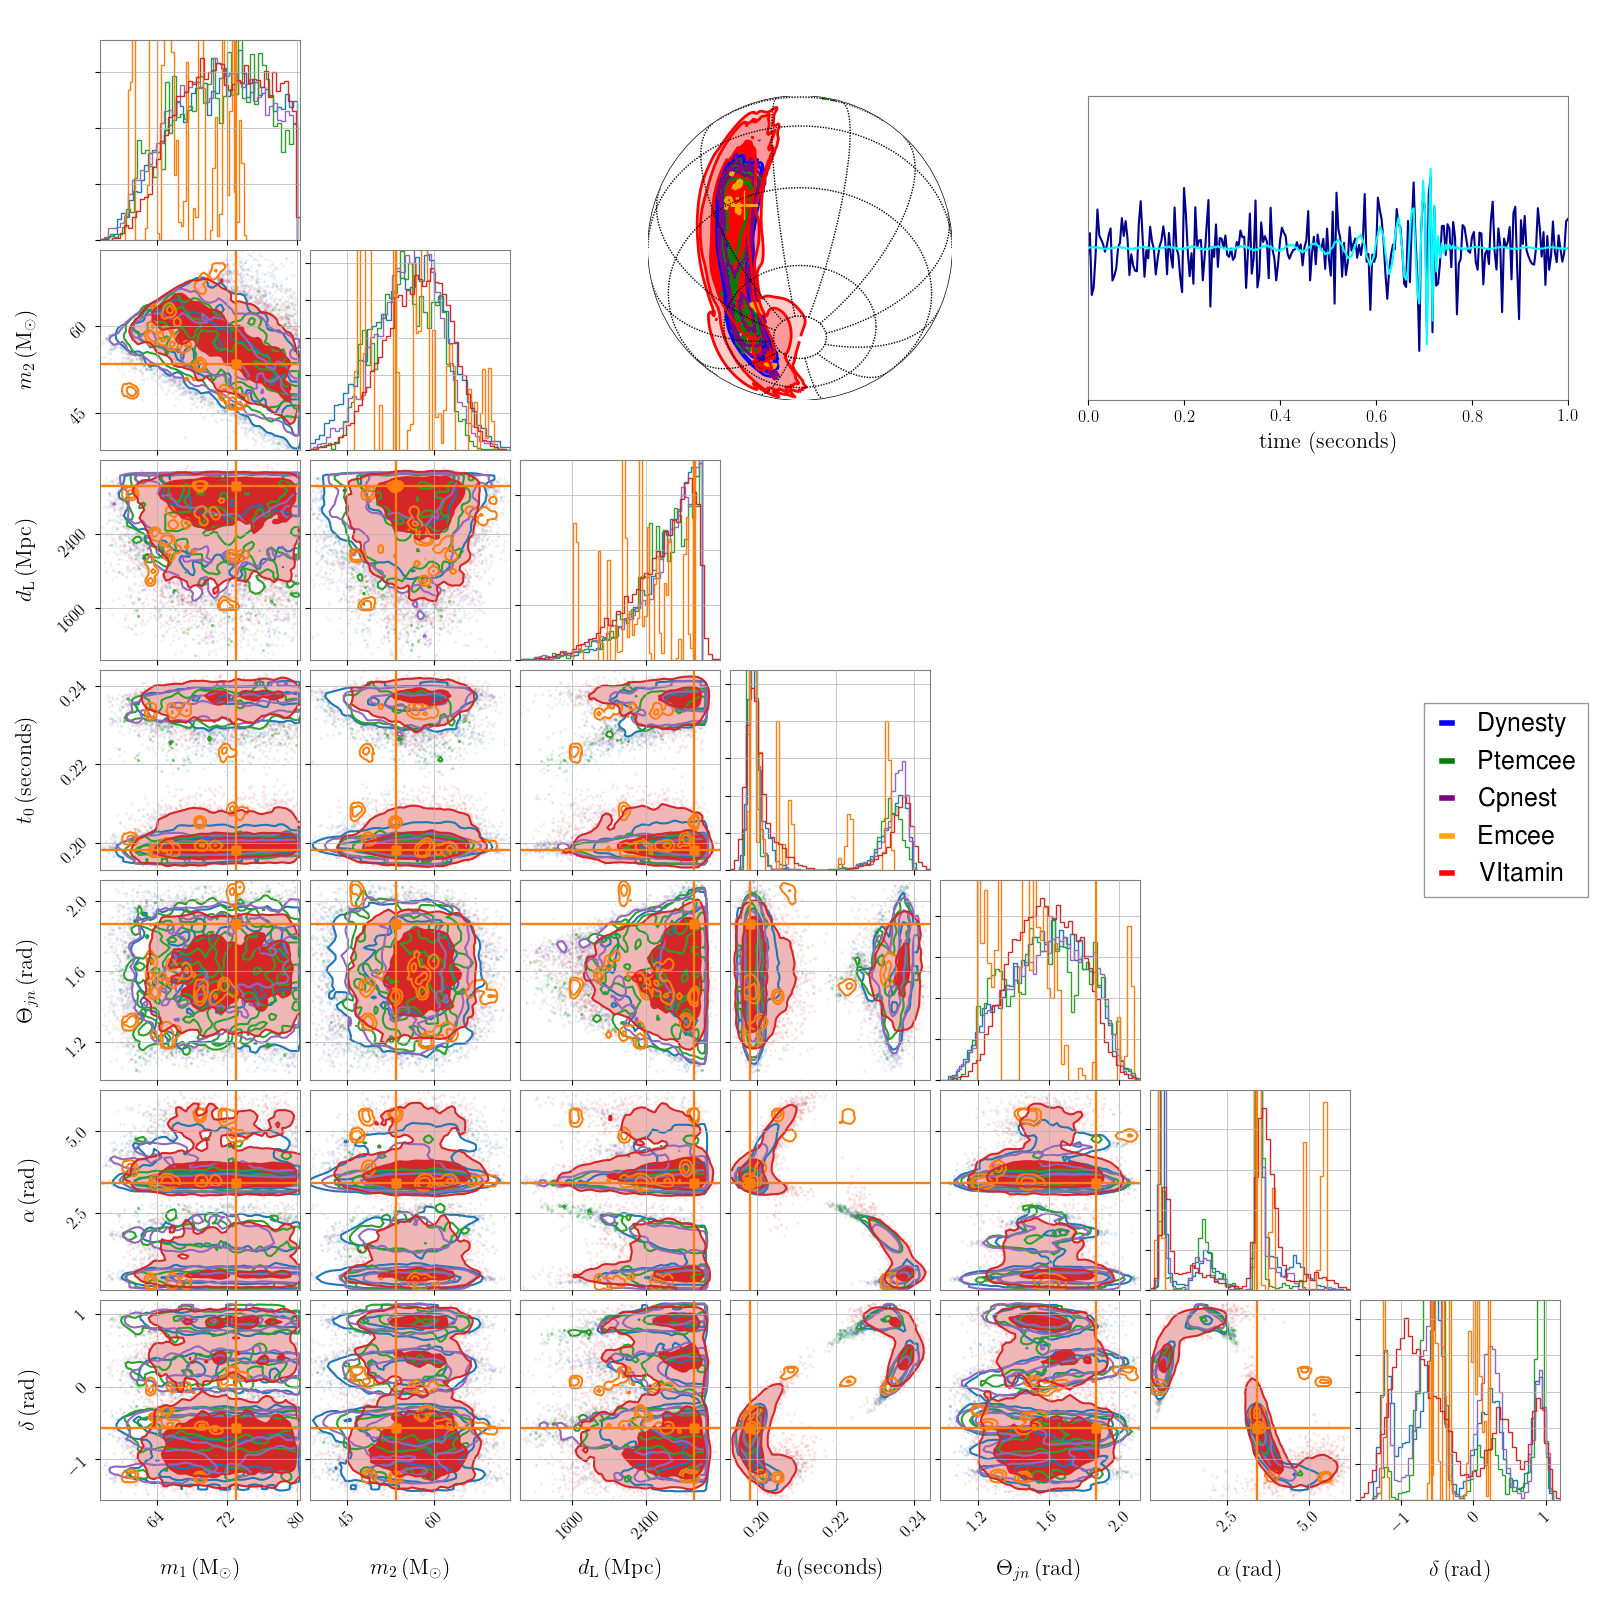 0.0 0.2 0.4 0.6 0.8 1.0
time (seconds)
60
45
m₂ (M☉)
2400
1600
d_L (Mpc)
0.24
0.22
0.20
t₀ (seconds)
Dynesty
Ptemcee
Cpnest
Emcee
VItamin
2.0
1.6
1.2
Θ_jn (rad)
5.0
2.5
α (rad)
1
0
−1
δ (rad)
64 72 80 45 60 1600 2400 0.20 0.22 0.24 1.2 1.6 2.0 2.5 5.0 −1 0 1
m₁ (M☉) m₂ (M☉) d_L (Mpc) t₀ (seconds) Θ_jn (rad) α (rad) δ (rad)